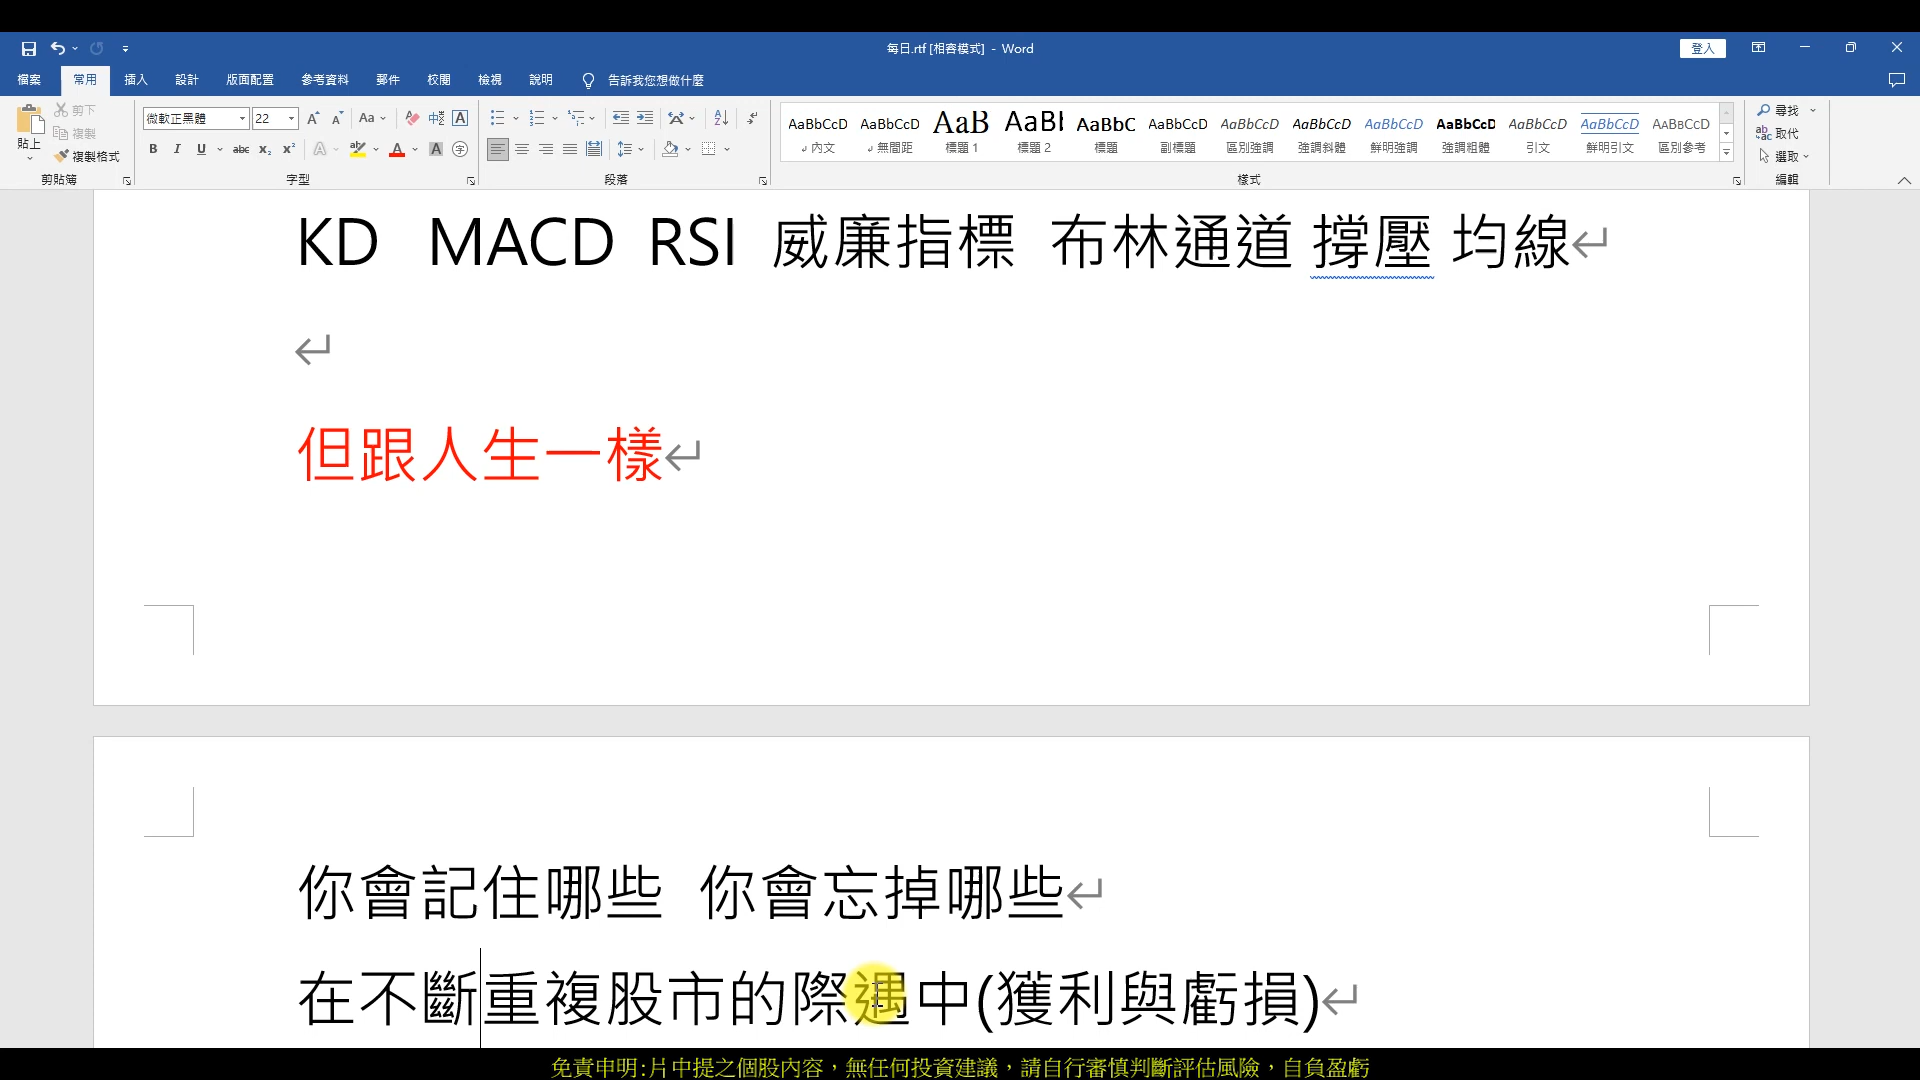 每日.rtf [相容模式] - Word
登入
檔案 常用 插入 設計 版面配置 參考資料 郵件 校閱 檢視 說明 告訴我您想做什麼
貼上 剪下
複製
複製格式
剪貼簿
微軟正黑體 22
字型
段落
AaBbCcD AaBbCcD AaB AaBl AaBbC AaBbCcD AaBbCcD AaBbCcD AaBbCcD AaBbCcD AaBbCcD AaBbCcD AaBbCcD
內文 無間距 標題 1 標題 2 標題 副標題 區別強調 強調斜體 鮮明強調 強調粗體 引文 鮮明引文 區別參考
樣式
尋找
取代
選取
編輯
KD MACD RSI 威廉指標 布林通道 撐壓 均線
但跟人生一樣
你會記住哪些 你會忘掉哪些
在不斷重複股市的際遇中(獲利與虧損)
免責申明:片中提之個股內容，無任何投資建議，請自行審慎判斷評估風險，自負盈虧